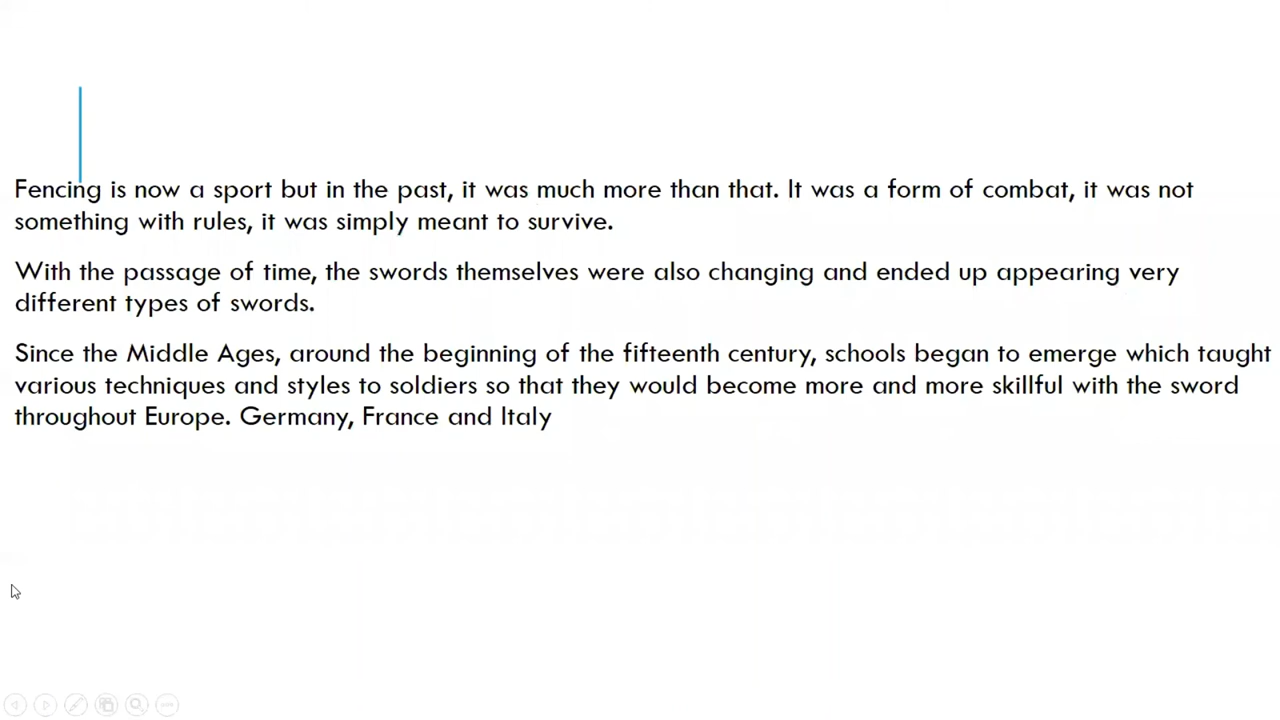 Fencing is now a sport but in the past, it was much more than that. It was a form of combat, it was not
something with rules, it was simply meant to survive.
With the passage of time, the swords themselves were also changing and ended up appearing very
different types of swords.
Since the Middle Ages, around the beginning of the fifteenth century, schools began to emerge which taught
various techniques and styles to soldiers so that they would become more and more skillful with the sword
throughout Europe. Germany, France and Italy